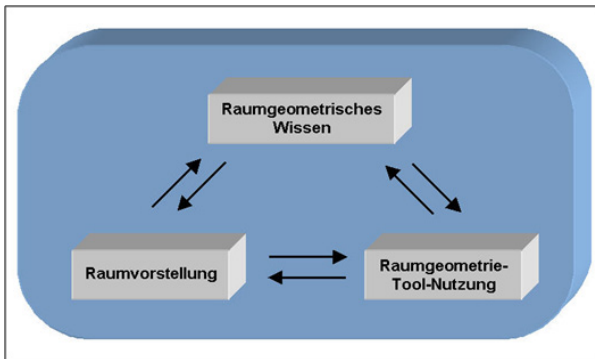 Raumgeometrisches
Wissen
Raumvorstellung
Raumgeometrie-
Tool-Nutzung